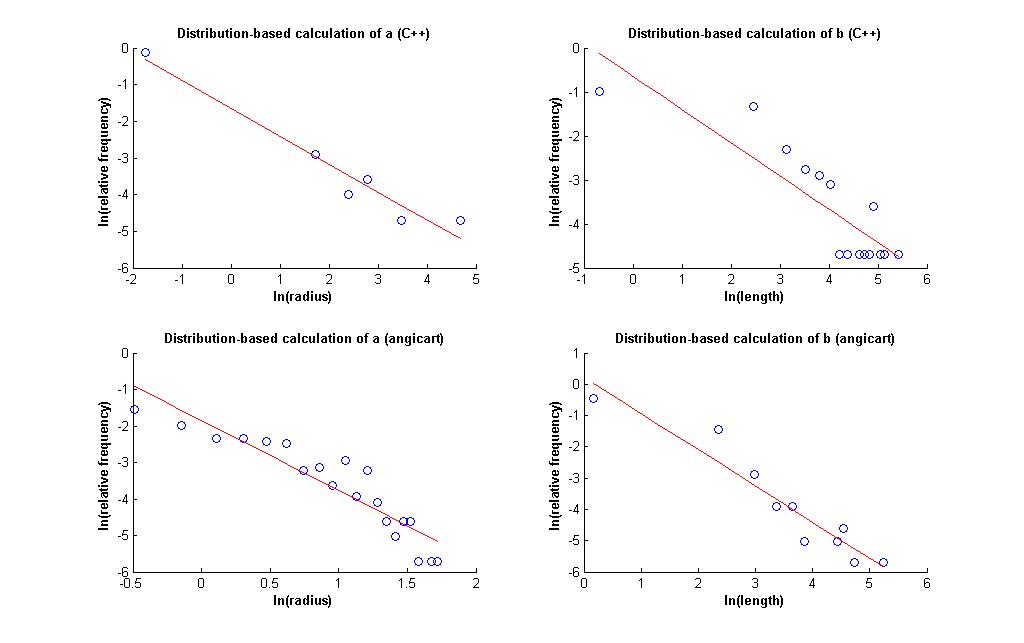 Distribution-based calculation of a (C++)
0
-1
-2
-3
-4
-5
-6
ln(relative frequency)
-2 -1 0 1 2 3 4 5
ln(radius)
Distribution-based calculation of b (C++)
0
-1
-2
-3
-4
-5
ln(relative frequency)
-1 0 1 2 3 4 5 6
ln(length)
Distribution-based calculation of a (angicart)
0
-1
-2
-3
-4
-5
-6
ln(relative frequency)
-0.5 0 0.5 1 1.5 2
ln(radius)
Distribution-based calculation of b (angicart)
1
0
-1
-2
-3
-4
-5
-6
ln(relative frequency)
0 1 2 3 4 5 6
ln(length)